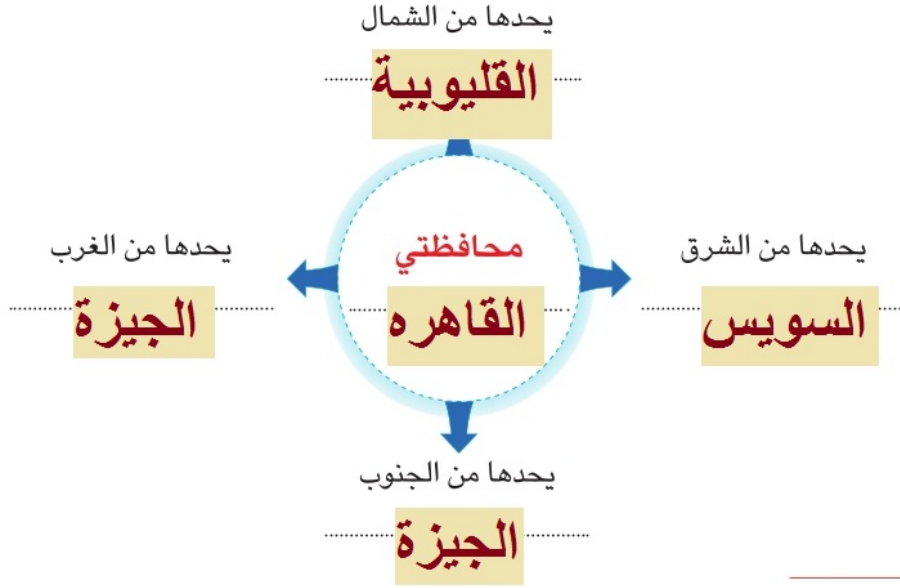 يحدها من الشمال
القليوبية
يحدها من الشرق
السويس
محافظتي
القاهره
يحدها من الغرب
الجيزة
يحدها من الجنوب
الجيزة